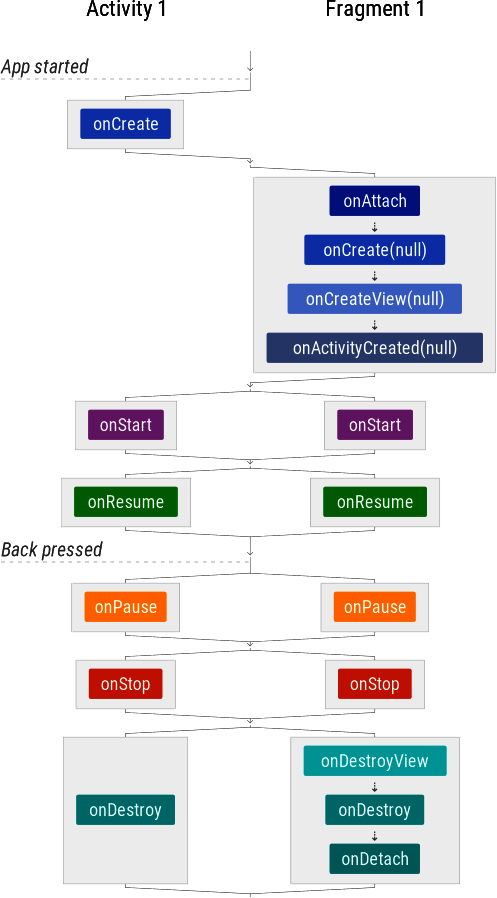 Activity 1 Fragment 1
App started
onCreate
onAttach
onCreate(null)
onCreateView(null)
onActivityCreated(null)
onStart onStart
onResume onResume
Back pressed
onPause onPause
onStop onStop
onDestroyView
onDestroy onDestroy
onDetach